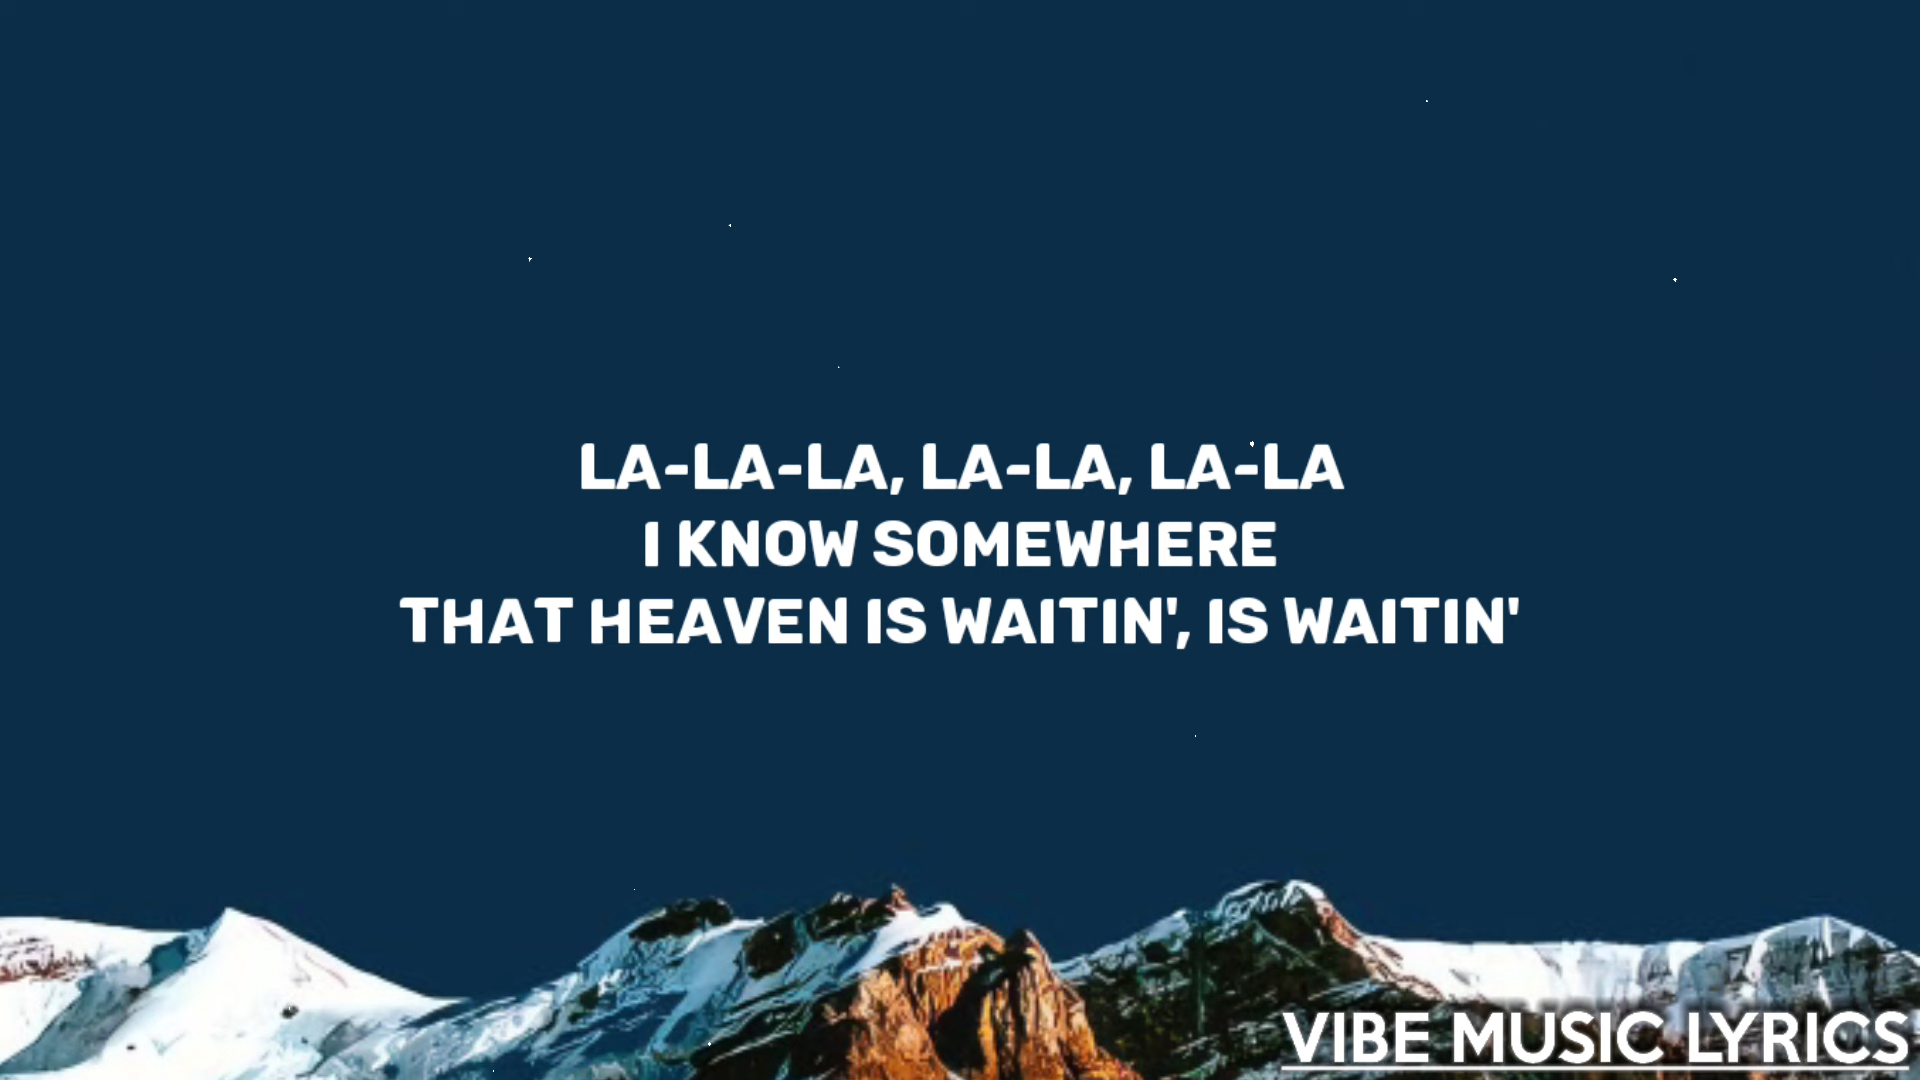 LA-LA-LA, LA-LA, LA-LA
I KNOW SOMEWHERE
THAT HEAVEN IS WAITIN', IS WAITIN'
VIBE MUSIC LYRICS